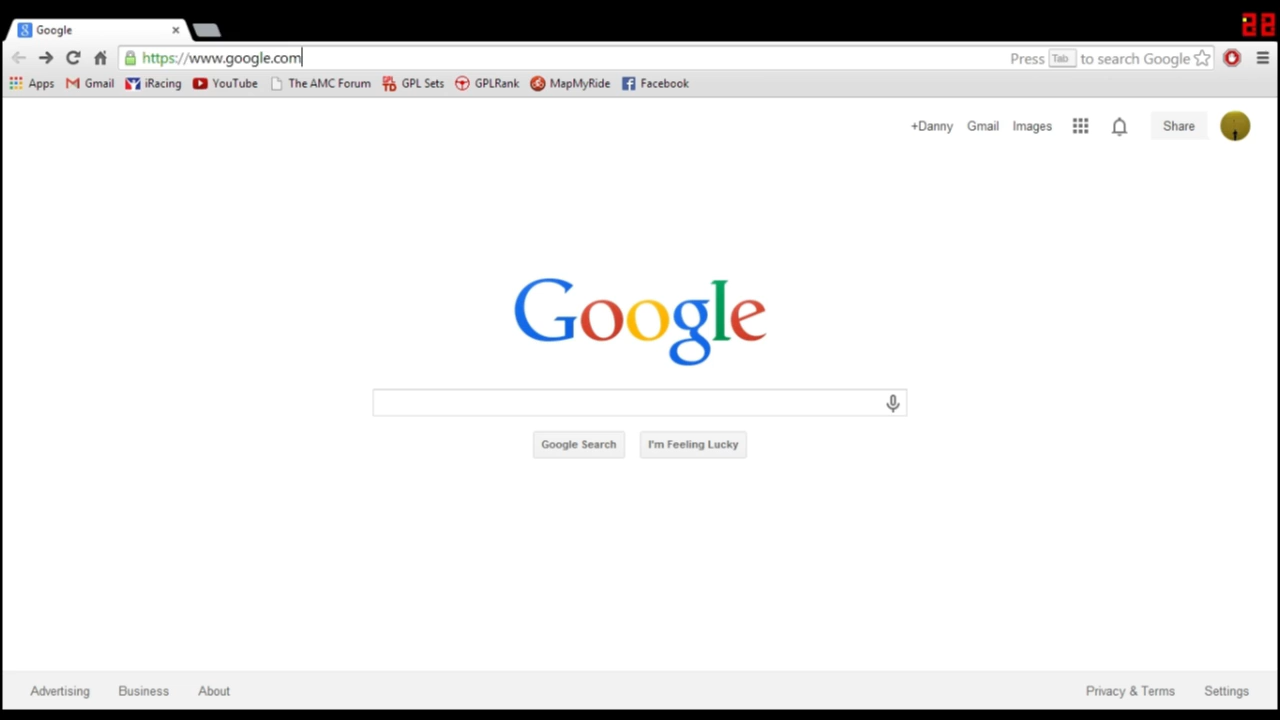 Google
22
https://www.google.com
Press Tab to search Google
Apps Gmail iRacing YouTube The AMC Forum GPL Sets GPLRank MapMyRide Facebook
+Danny Gmail Images Share
Google
Google Search I'm Feeling Lucky
Advertising Business About Privacy & Terms Settings